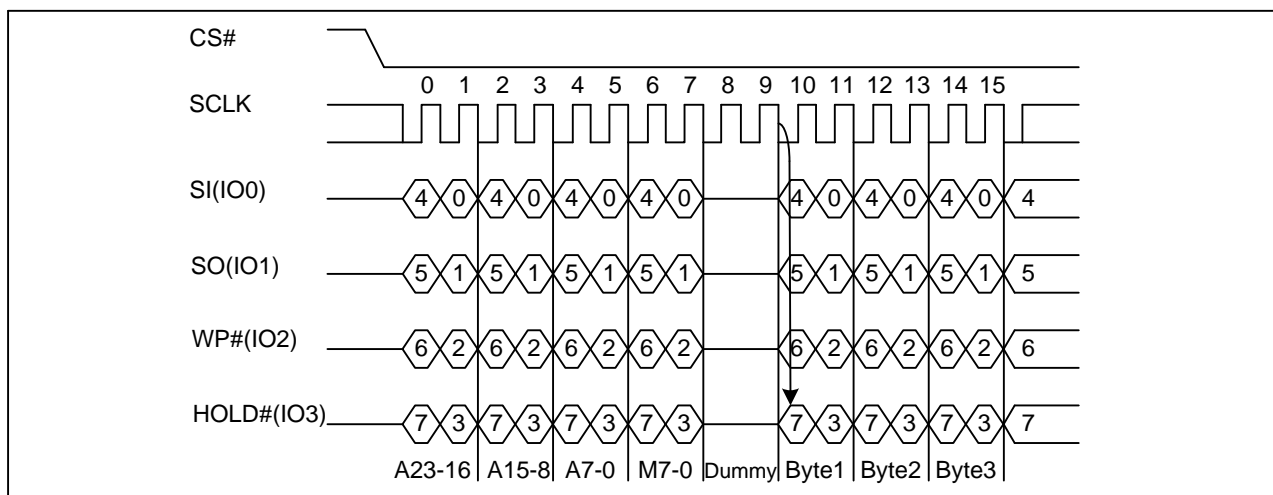 CS#
0 1 2 3 4 5 6 7 8 9 10 11 12 13 14 15
SCLK
SI(IO0) 4 0 4 0 4 0 4 0 4 0 4 0 4 0 4
SO(IO1) 5 1 5 1 5 1 5 1 5 1 5 1 5 1 5
WP#(IO2) 6 2 6 2 6 2 6 2 6 2 6 2 6 2 6
HOLD#(IO3) 7 3 7 3 7 3 7 3 7 3 7 3 7 3 7
A23-16 A15-8 A7-0 M7-0 Dummy Byte1 Byte2 Byte3